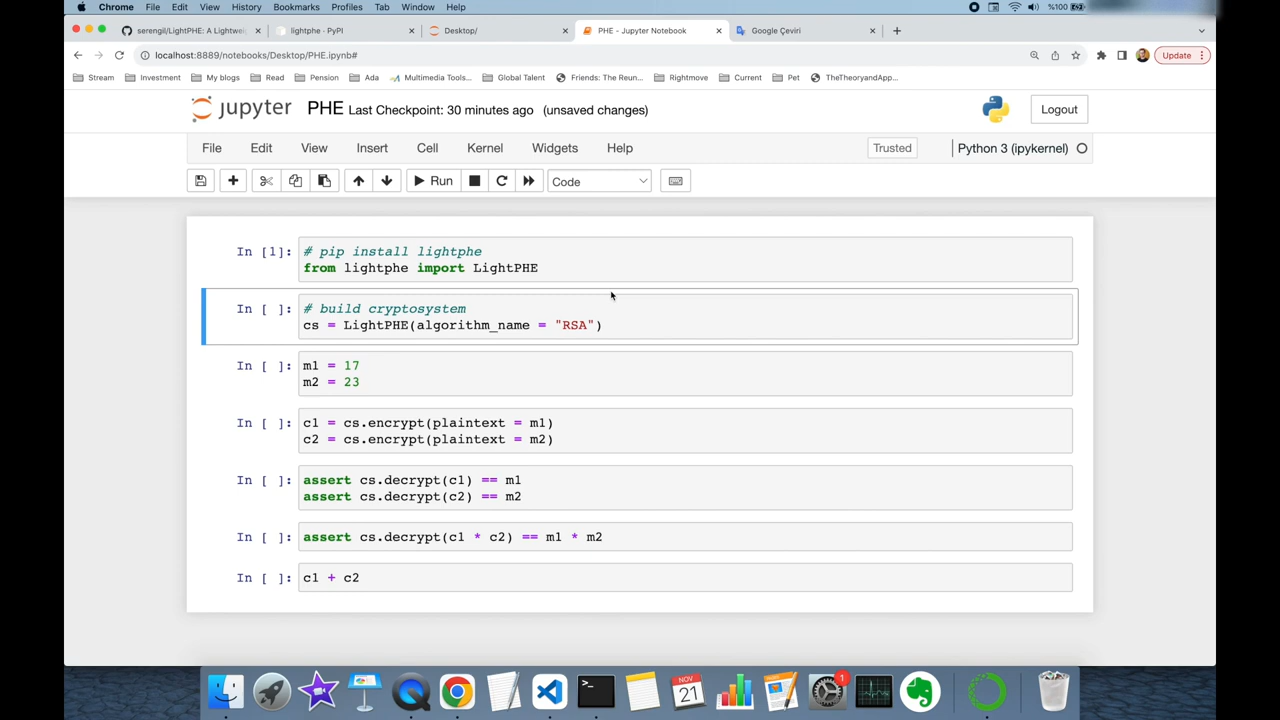 Chrome File Edit View History Bookmarks Profiles Tab Window Help %100
serengil/LightPHE: A Lightwei lightphe · PyPI Desktop/ PHE - Jupyter Notebook Google Çeviri
localhost:8889/notebooks/Desktop/PHE.ipynb# Update
Stream Investment My blogs Read Pension Ada Multimedia Tools... Global Talent Friends: The Reun... Rightmove Current Pet TheTheoryandApp...
jupyter PHE Last Checkpoint: 30 minutes ago (unsaved changes) Logout
File Edit View Insert Cell Kernel Widgets Help Trusted Python 3 (ipykernel)
Run Code
In [1]: # pip install lightphe
from lightphe import LightPHE
In [ ]: # build cryptosystem
cs = LightPHE(algorithm_name = "RSA")
In [ ]: m1 = 17
m2 = 23
In [ ]: c1 = cs.encrypt(plaintext = m1)
c2 = cs.encrypt(plaintext = m2)
In [ ]: assert cs.decrypt(c1) == m1
assert cs.decrypt(c2) == m2
In [ ]: assert cs.decrypt(c1 * c2) == m1 * m2
In [ ]: c1 + c2
NOV 1
21